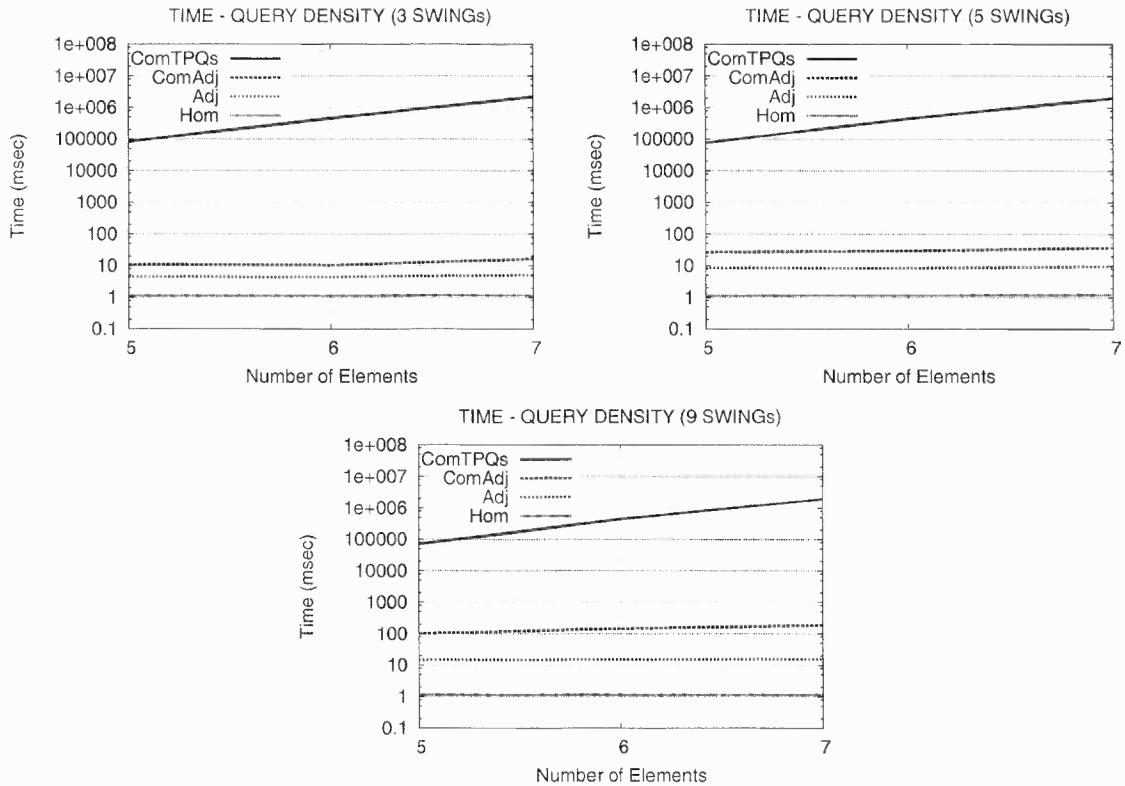 TIME - QUERY DENSITY (3 SWINGs)
1e+008
1e+007
1e+006
100000
10000
1000
100
10
1
0.1
ComTPQs
ComAdj
Adj
Hom
Time (msec)
5 6 7
Number of Elements
TIME - QUERY DENSITY (5 SWINGs)
1e+008
1e+007
1e+006
100000
10000
1000
100
10
1
0.1
ComTPQs
ComAdj
Adj
Hom
Time (msec)
5 6 7
Number of Elements
TIME - QUERY DENSITY (9 SWINGs)
1e+008
1e+007
1e+006
100000
10000
1000
100
10
1
0.1
ComTPQs
ComAdj
Adj
Hom
Time (msec)
5 6 7
Number of Elements